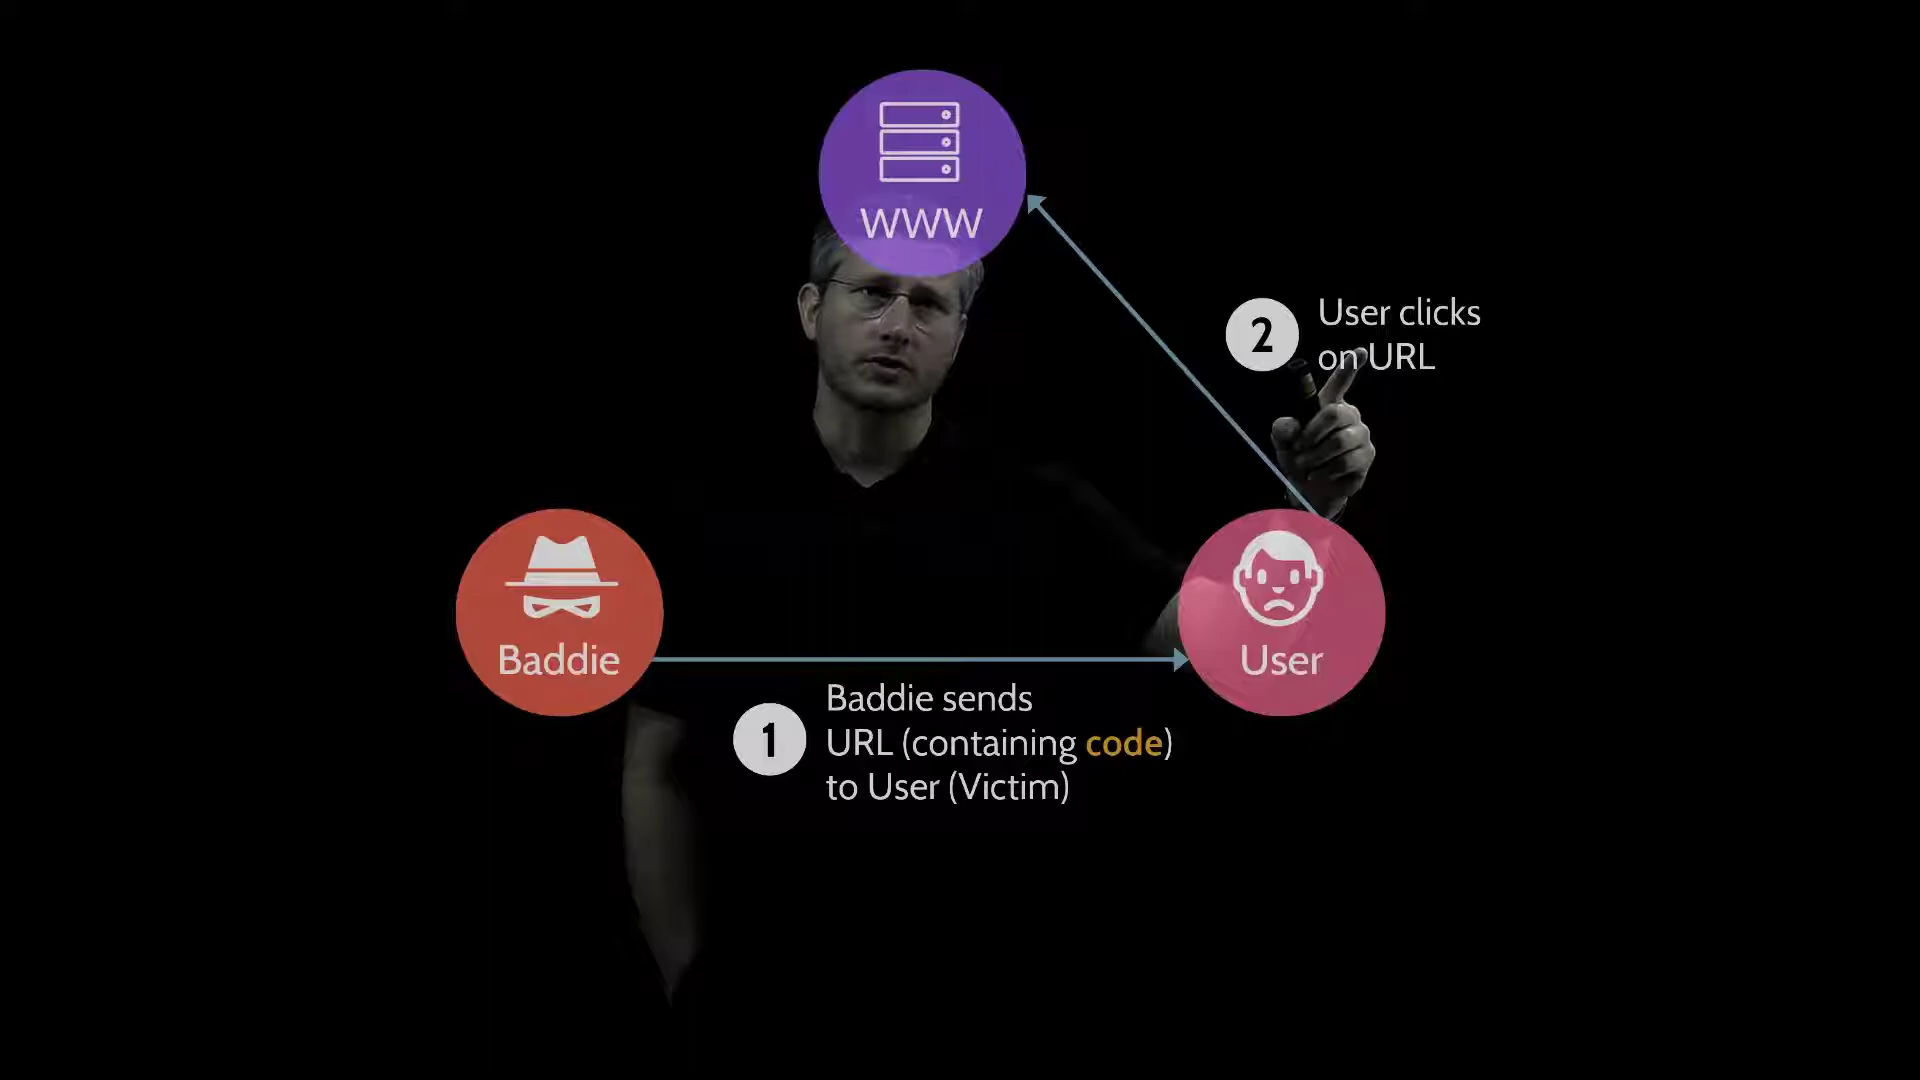 WWW
2
User clicks
on URL
Baddie
User
1
Baddie sends
URL (containing code)
to User (Victim)